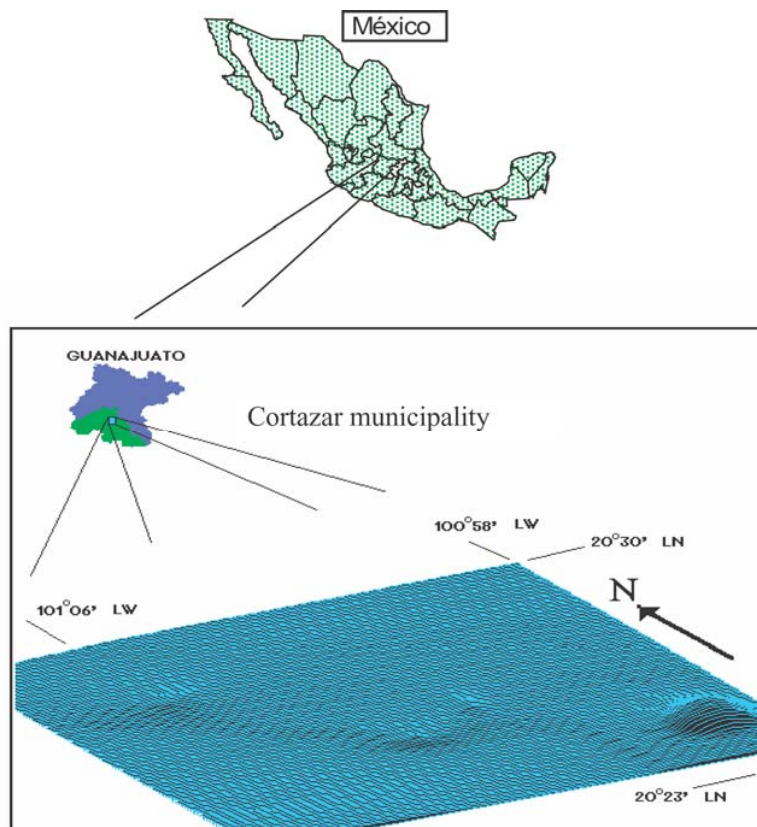 México
GUANAJUATO
Cortazar municipality
100°58' LW
20°30' LN
101°06' LW
N
20°23' LN